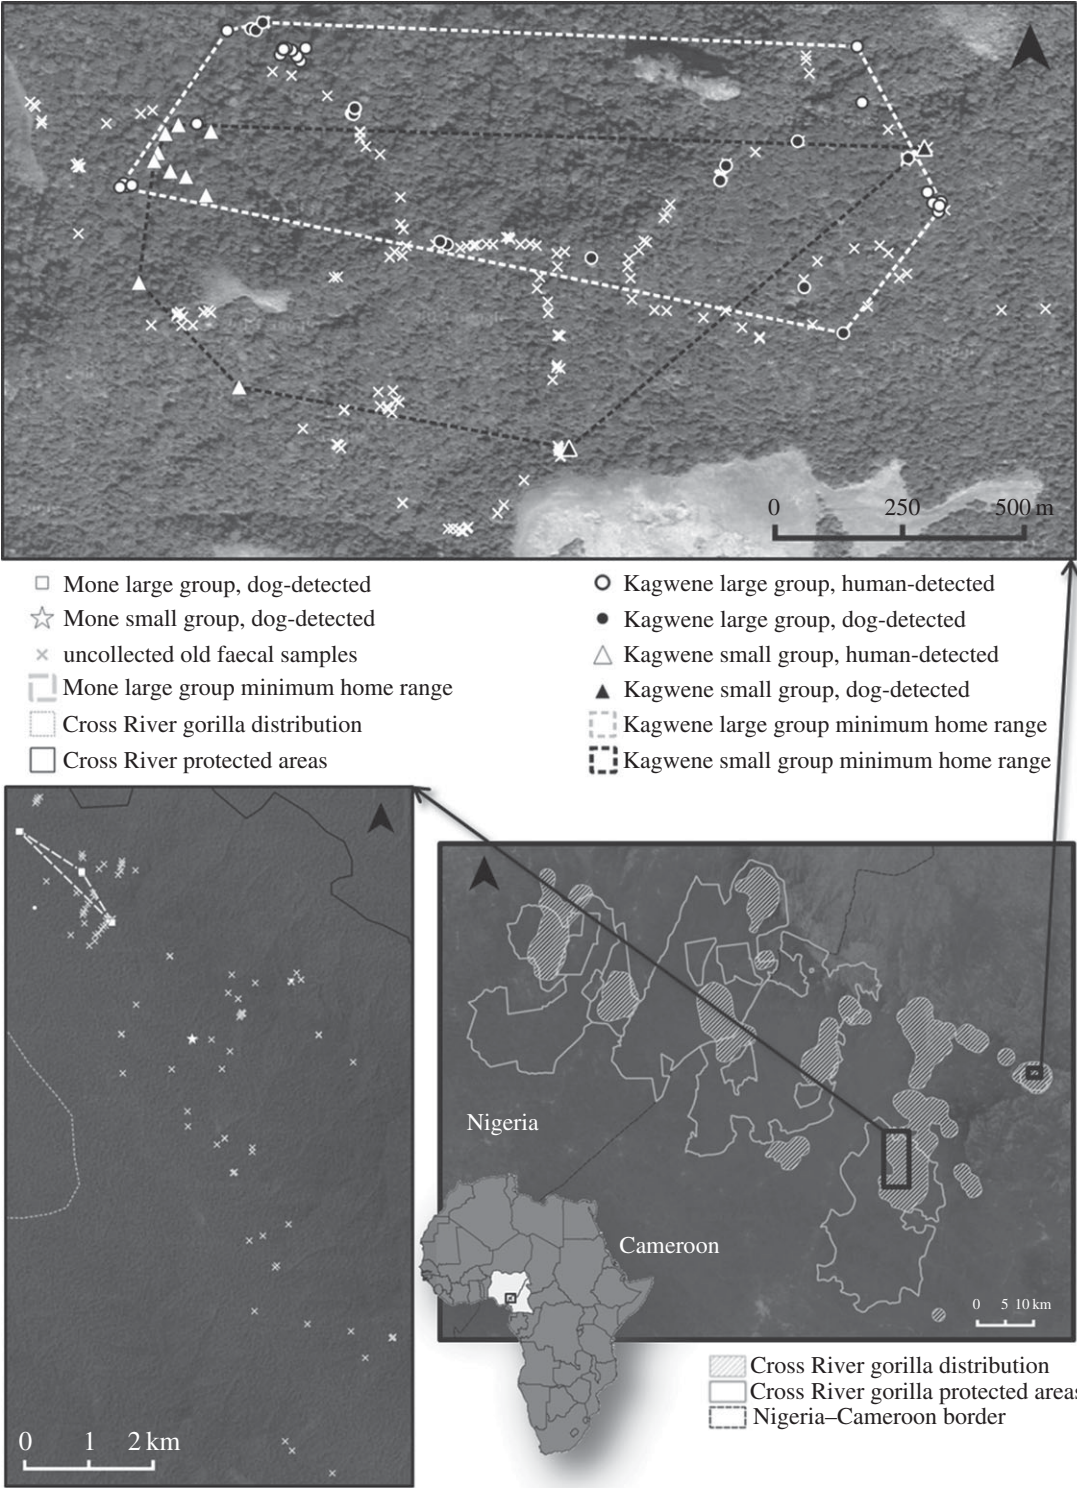 0 250 500 m
Mone large group, dog-detected
Mone small group, dog-detected
uncollected old faecal samples
Mone large group minimum home range
Cross River gorilla distribution
Cross River protected areas
Kagwene large group, human-detected
Kagwene large group, dog-detected
Kagwene small group, human-detected
Kagwene small group, dog-detected
Kagwene large group minimum home range
Kagwene small group minimum home range
0 1 2 km
Nigeria
Cameroon
0 5 10 km
Cross River gorilla distribution
Cross River gorilla protected areas
Nigeria–Cameroon border